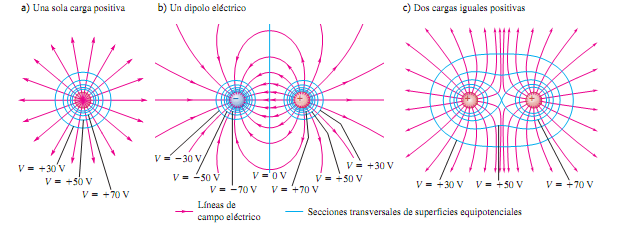 a) Una sola carga positiva
b) Un dipolo eléctrico
c) Dos cargas iguales positivas
V = +30 V
V = +50 V
V = +70 V
V = −30 V
V = −50 V
V = −70 V
V = 0 V
V = +70 V
V = +50 V
V = +30 V
V = +30 V
V = +50 V
V = +70 V
Líneas de
campo eléctrico
Secciones transversales de superficies equipotenciales